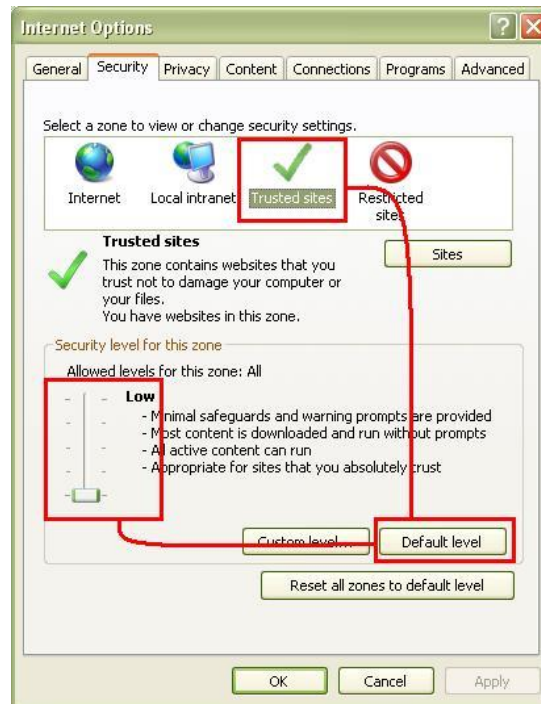 Internet Options
General Security Privacy Content Connections Programs Advanced
Select a zone to view or change security settings.
Internet Local intranet Trusted sites Restricted
sites
Trusted sites
Sites
This zone contains websites that you
trust not to damage your computer or
your files.
You have websites in this zone.
Security level for this zone
Allowed levels for this zone: All
Low
- Minimal safeguards and warning prompts are provided
- Most content is downloaded and run without prompts
- All active content can run
- Appropriate for sites that you absolutely trust
Custom level... Default level
Reset all zones to default level
OK Cancel Apply